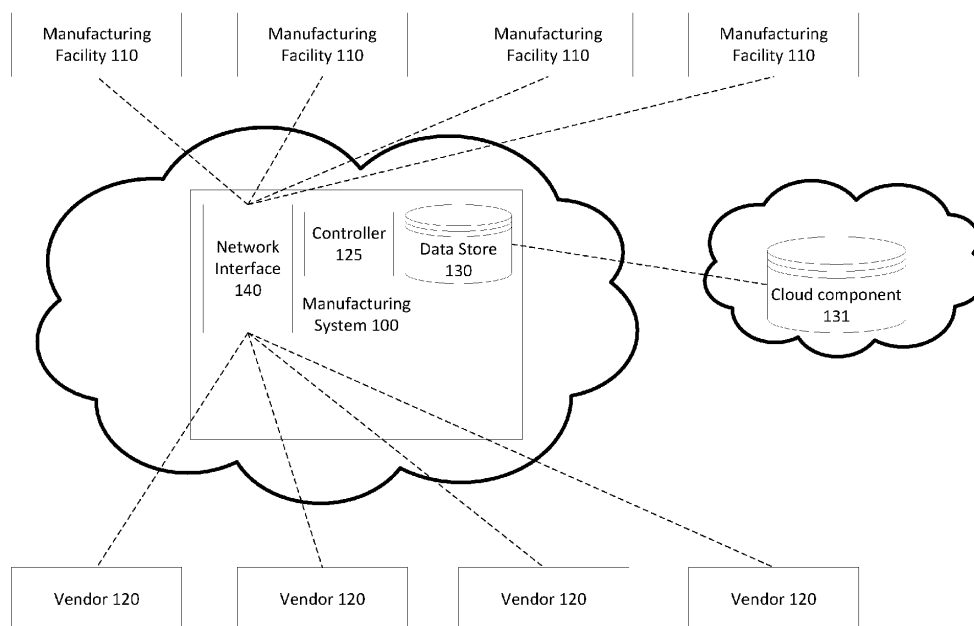 Manufacturing
Facility 110
Manufacturing
Facility 110
Manufacturing
Facility 110
Manufacturing
Facility 110
Network
Interface
140
Controller
125
Data Store
130
Manufacturing
System 100
Cloud component
131
Vendor 120
Vendor 120
Vendor 120
Vendor 120